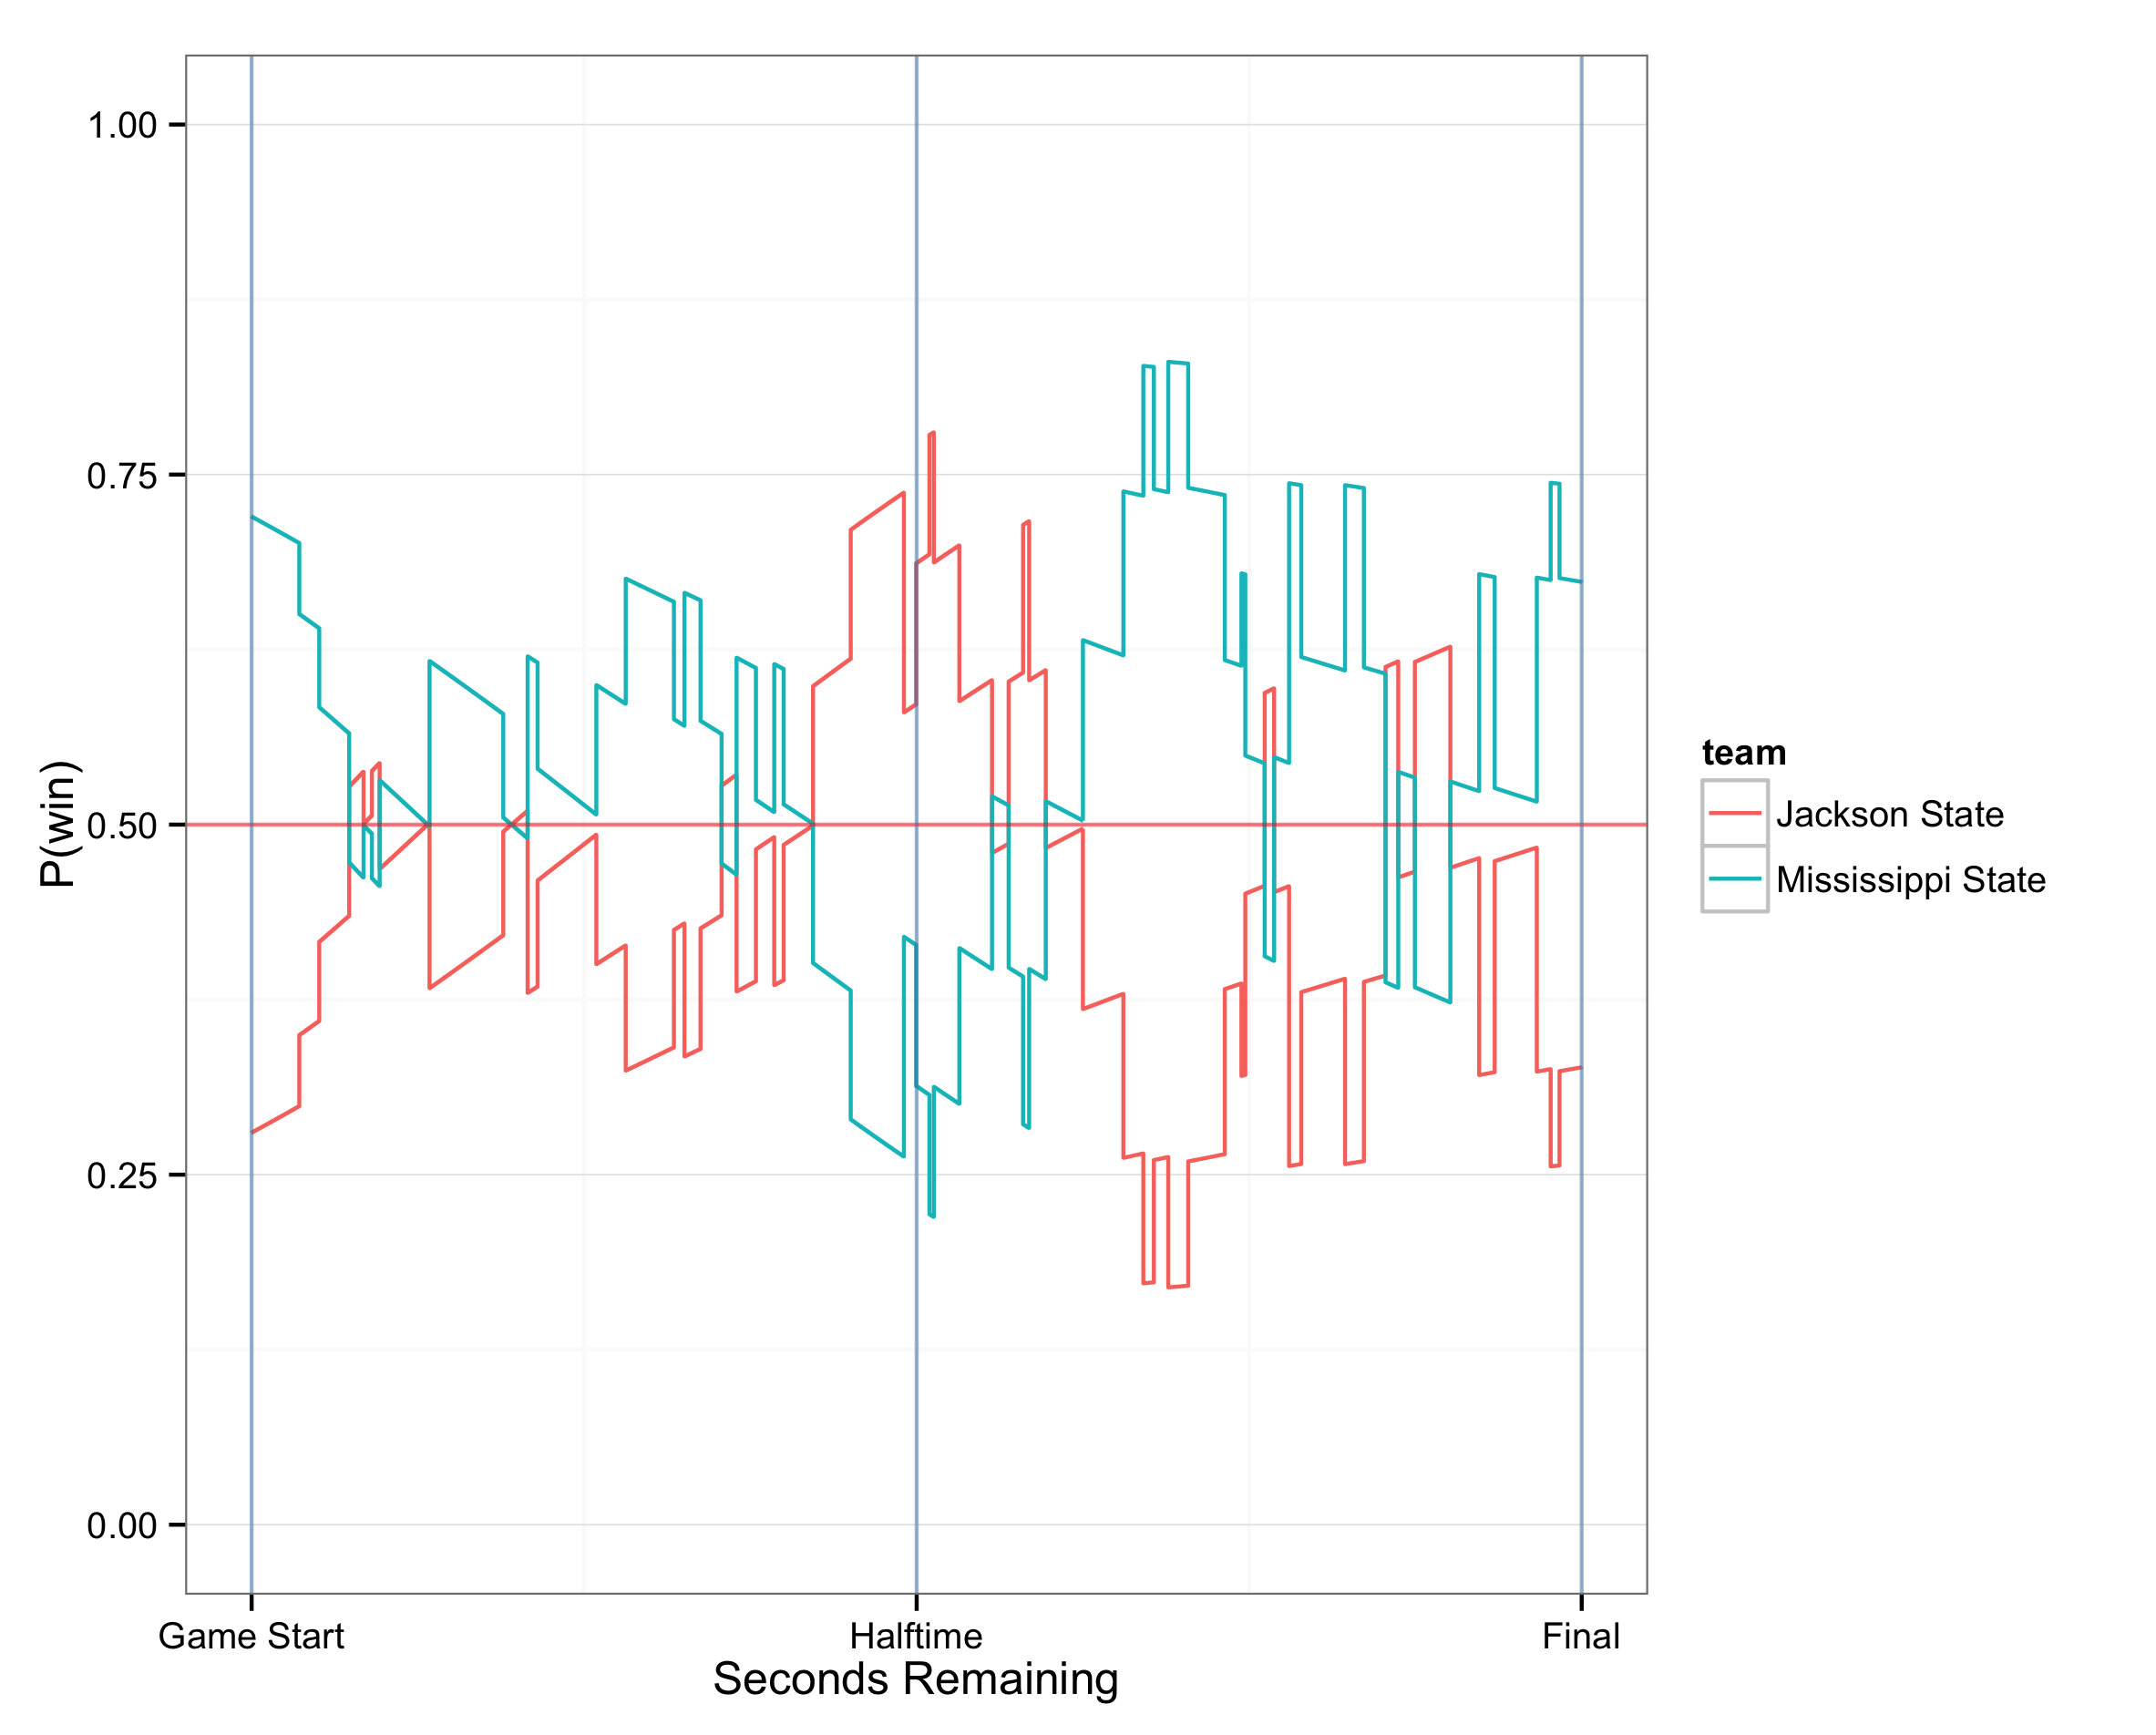 1.00
0.75
0.50
0.25
0.00
P(win)
Game Start
Halftime
Final
Seconds Remaining
team
Jackson State
Mississippi State